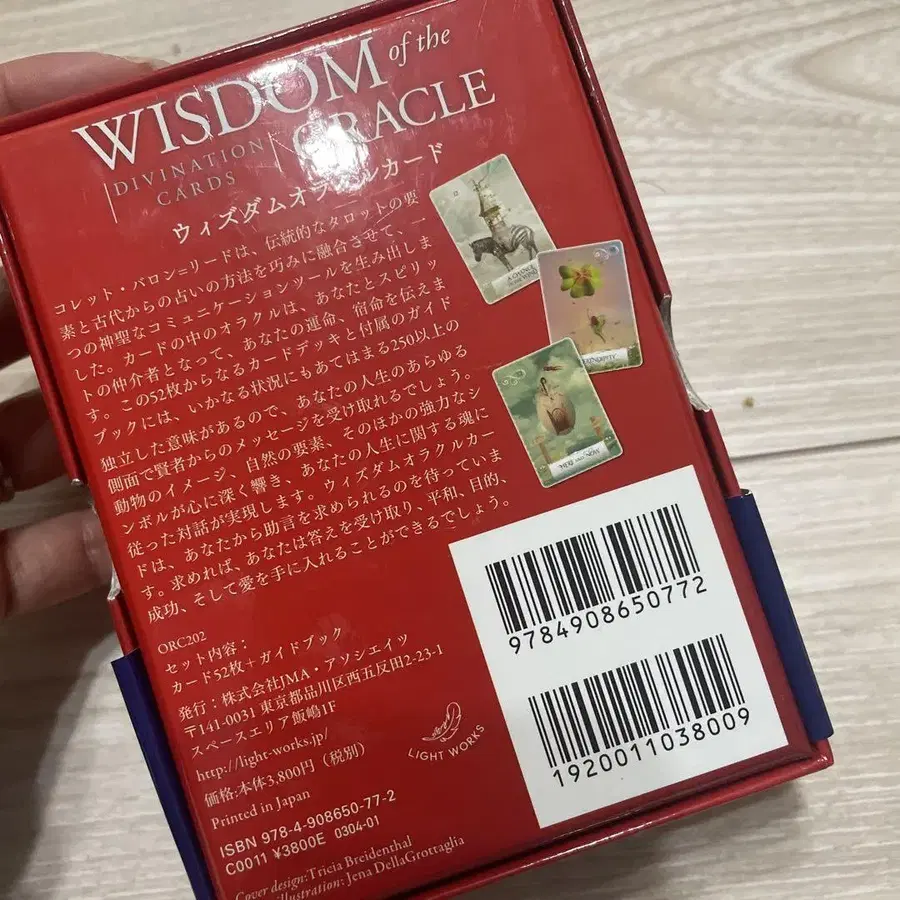 WISDOM of the
DIVINATION CARDS
ORACLE
ウィズダムオラクルカード
コレット・バロン=リードは、伝統的なタロットの要
素と古代からの占いの方法を巧みに融合させて、一
つの神聖なコミュニケーションツールを生み出しま
した。カードの中のオラクルは、あなたとスピリッ
トの仲介者となって、あなたの運命、宿命を伝えま
す。この52枚からなるカードデッキと付属のガイド
ブックには、いかなる状況にもあてはまる250以上の
独立した意味があるので、あなたの人生のあらゆる
側面で賢者からのメッセージを受け取れるでしょう。
動物のイメージ、自然の要素、そのほかの強力なシ
ンボルが心に深く響き、あなたの人生に関する魂に
従った対話が実現します。ウィズダムオラクルカー
ドは、あなたから助言を求められるのを待っていま
す。求めれば、あなたは答えを受け取り、平和、目的、
成功、そして愛を手に入れることができるでしょう。
A CHANGE
IN THE WIND
SERENDIPITY
HERE AND NOW
ORC202
セット内容：
カード52枚+ガイドブック
発行：株式会社JMA・アソシエイツ
〒141-0031 東京都品川区西五反田2-23-1
スペースエリア飯嶋1F
http://light-works.jp/
価格:本体3,800円（税別）
Printed in Japan
LIGHT WORKS
ISBN 978-4-908650-77-2
C0011 ¥3800E 0304-01
Cover design:Tricia Breidenthal
illustration: Jena DellaGrottaglia
9784908650772
1920011038009